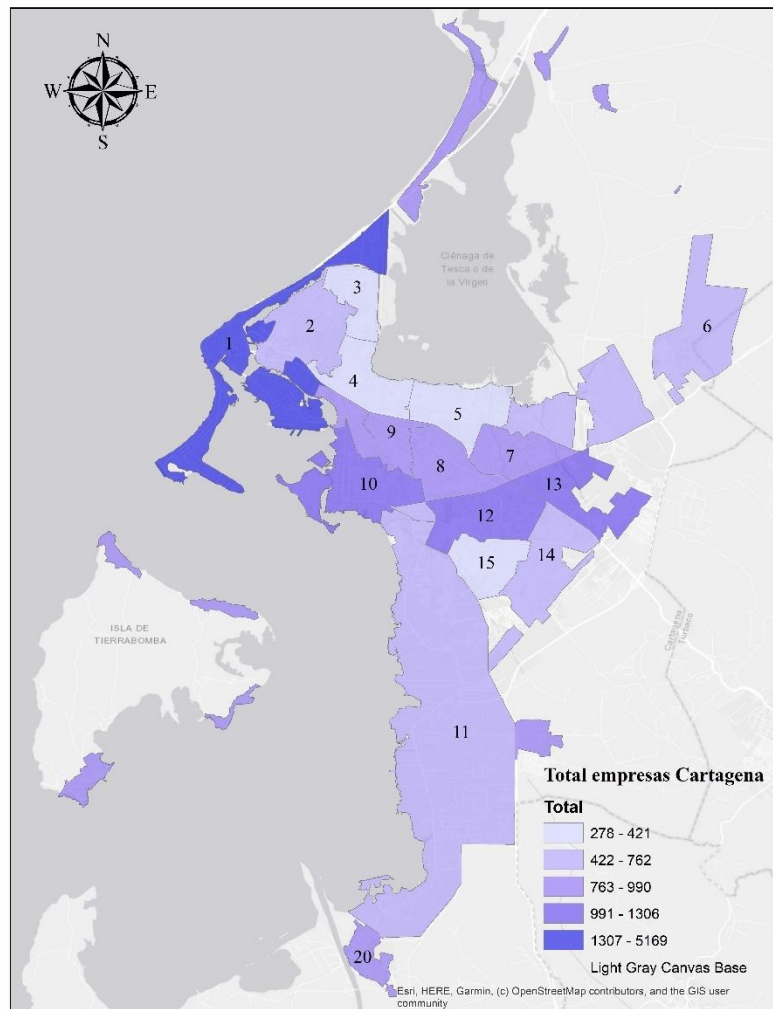 N
W E
S
Ciénaga de
Tesca o de
la Virgen
3
6
2
1
4
5
9
7
8
13
10
12
14
15
ISLA DE
TIERRABOMBA
Cartagena
Turbaco
11
Total empresas Cartagena
Total
278 - 421
422 - 762
763 - 990
991 - 1306
1307 - 5169
Light Gray Canvas Base
20
Esri, HERE, Garmin, (c) OpenStreetMap contributors, and the GIS user
community